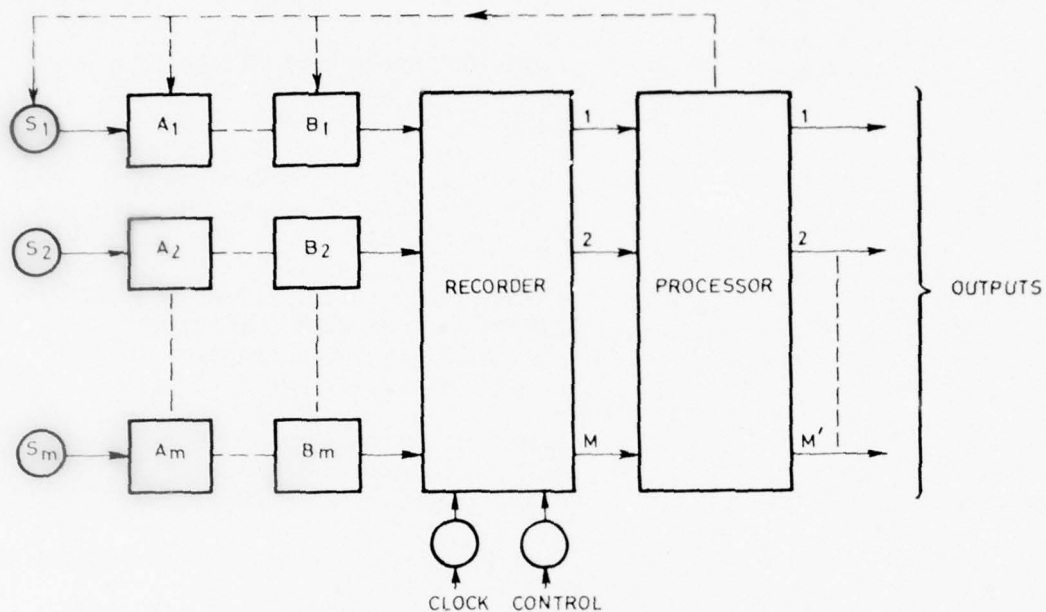 S1 A1 B1 1 1
S2 A2 B2 2 2
RECORDER PROCESSOR OUTPUTS
Sm Am Bm M M′
CLOCK CONTROL